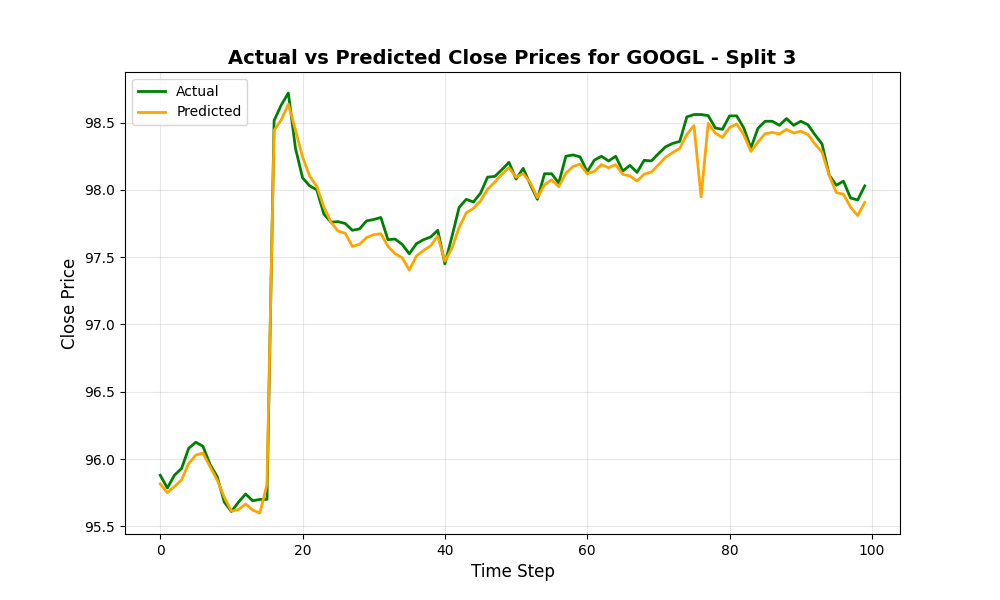 Actual vs Predicted Close Prices for GOOGL - Split 3
Actual
Predicted
Close Price
98.5
98.0
97.5
97.0
96.5
96.0
95.5
0 20 40 60 80 100
Time Step